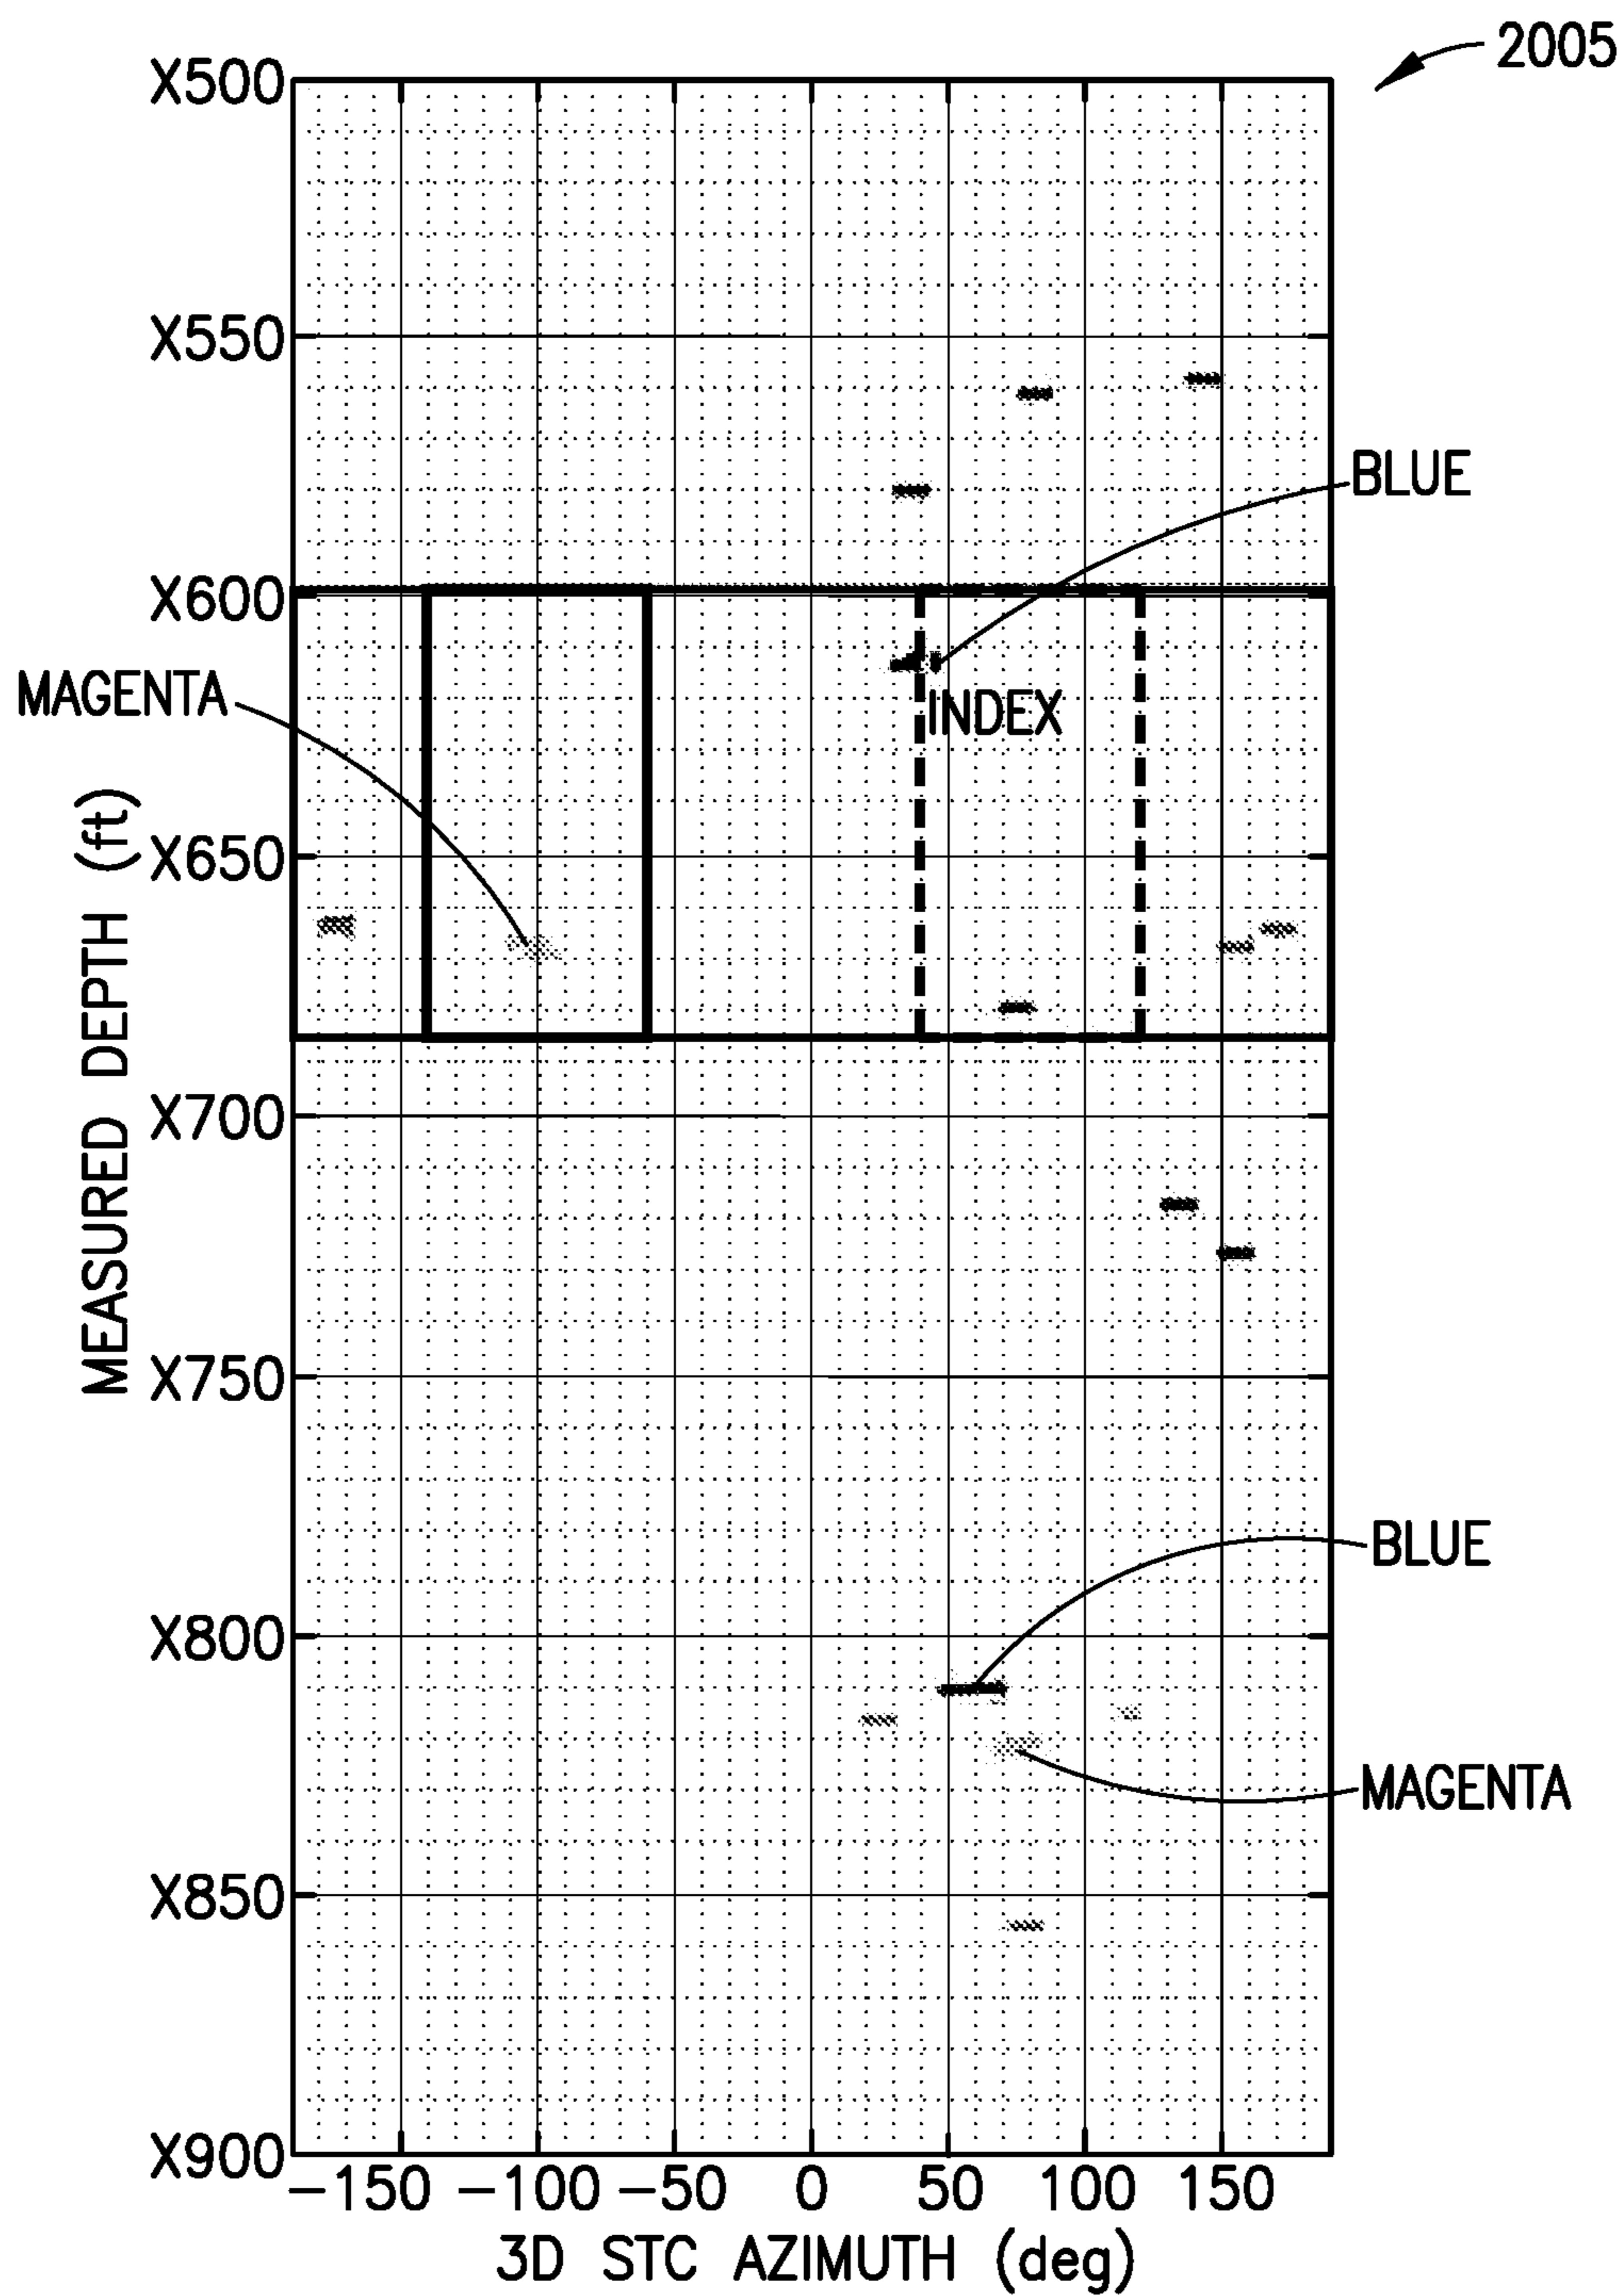 2005
X500
X550
BLUE
X600
MAGENTA
INDEX
X650
X700
X750
BLUE
X800
MAGENTA
X850
X900
MEASURED DEPTH (ft)
-150 -100 -50 0 50 100 150
3D STC AZIMUTH (deg)